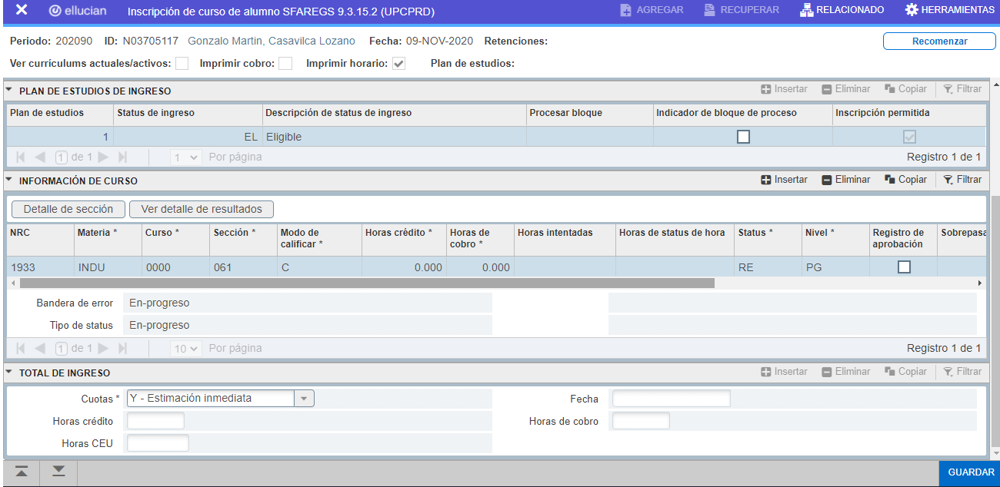 ellucian Inscripción de curso de alumno SFAREGS 9.3.15.2 (UPCPRD) AGREGAR RECUPERAR RELACIONADO HERRAMIENTAS
Periodo: 202090 ID: N03705117 Gonzalo Martin, Casavilca Lozano Fecha: 09-NOV-2020 Retenciones: Recomenzar
Ver currículums actuales/activos: Imprimir cobro: Imprimir horario: Plan de estudios:
PLAN DE ESTUDIOS DE INGRESO Insertar Eliminar Copiar Filtrar
Plan de estudios Status de ingreso Descripción de status de ingreso Procesar bloque Indicador de bloque de proceso Inscripción permitida
1 EL Eligible
1 de 1 1 Por página Registro 1 de 1
INFORMACIÓN DE CURSO Insertar Eliminar Copiar Filtrar
Detalle de sección Ver detalle de resultados
NRC Materia * Curso * Sección * Modo de calificar * Horas crédito * Horas de cobro * Horas intentadas Horas de status de hora Status * Nivel * Registro de aprobación Sobrepasa
1933 INDU 0000 061 C 0.000 0.000 RE PG
Bandera de error En-progreso
Tipo de status En-progreso
1 de 1 10 Por página Registro 1 de 1
TOTAL DE INGRESO Insertar Eliminar Copiar Filtrar
Cuotas * Y - Estimación inmediata Fecha
Horas crédito Horas de cobro
Horas CEU
GUARDAR